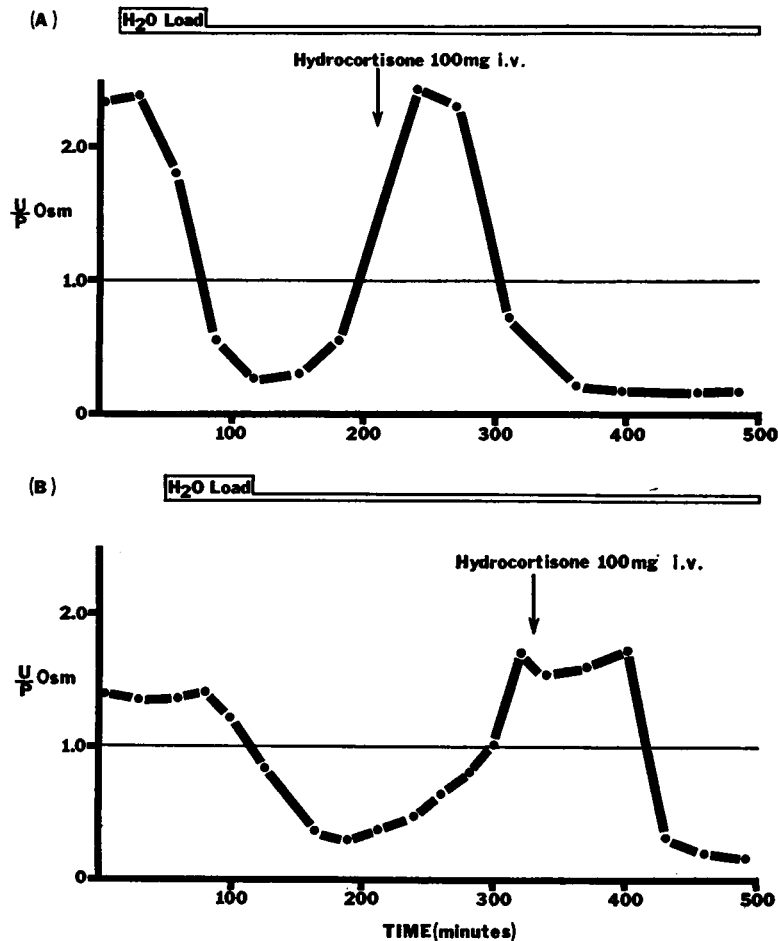 (A)
H₂O Load
Hydrocortisone 100mg i.v.
2.0
U/P Osm
1.0
0
100 200 300 400 500
(B)
H₂O Load
Hydrocortisone 100mg i.v.
2.0
U/P Osm
1.0
0
100 200 300 400 500
TIME(minutes)